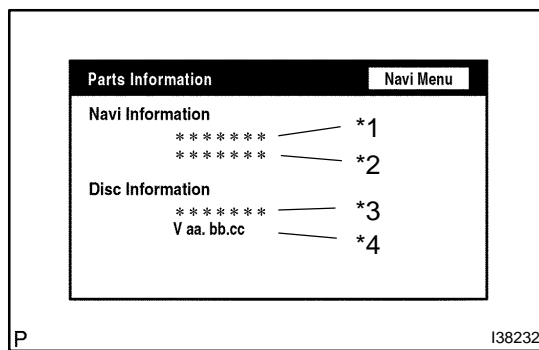 Parts Information Navi Menu
Navi Information
******* *1
******* *2
Disc Information
******* *3
V aa. bb.cc *4
P I38232